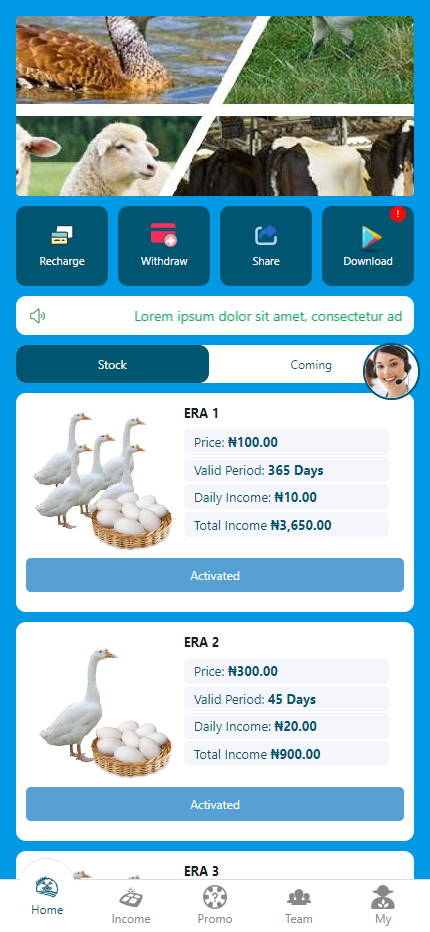 Recharge
Withdraw
Share
!
Download
Lorem ipsum dolor sit amet, consectetur ad
Stock
Coming
ERA 1
Price: ₦100.00
Valid Period: 365 Days
Daily Income: ₦10.00
Total Income ₦3,650.00
Activated
ERA 2
Price: ₦300.00
Valid Period: 45 Days
Daily Income: ₦20.00
Total Income ₦900.00
Activated
ERA 3
Home
Income
Promo
Team
My